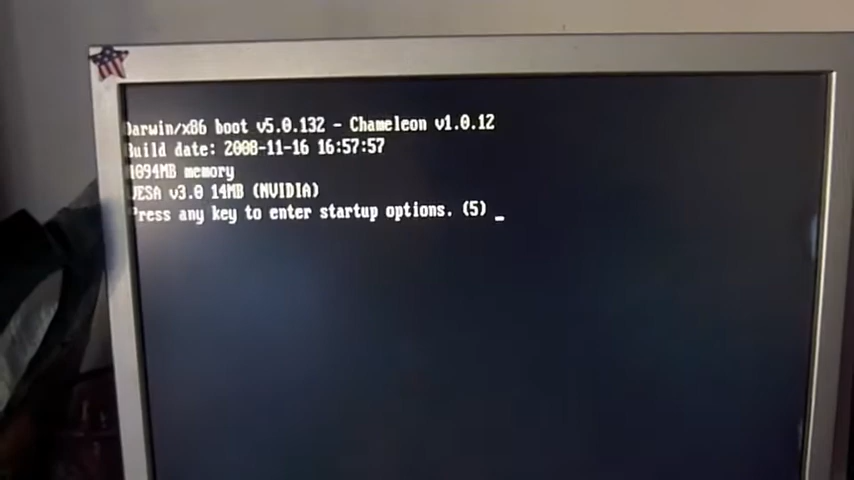 Darwin/x86 boot v5.0.132 - Chameleon v1.0.12
Build date: 2008-11-16 16:57:57
4094MB memory
VESA v3.0 14MB (NVIDIA)
Press any key to enter startup options. (5) _